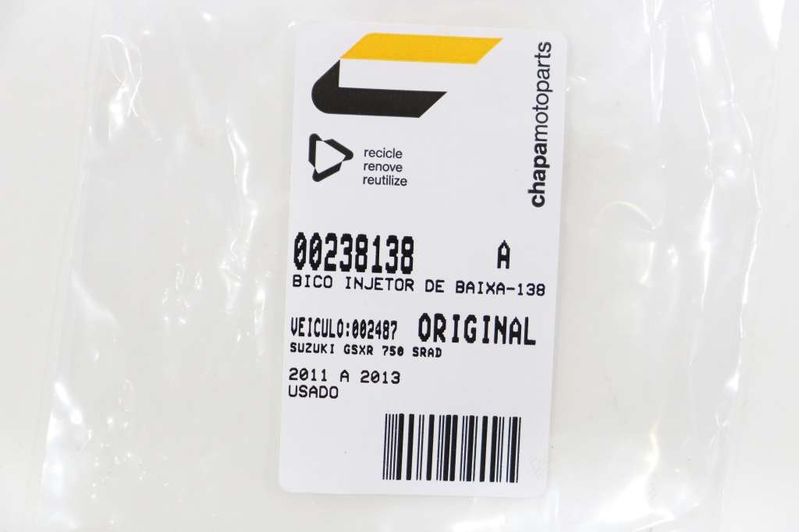 chapamotoparts
recicle
renove
reutilize
00238138 A
BICO INJETOR DE BAIXA-138
VEICULO:002487 ORIGINAL
SUZUKI GSXR 750 SRAD
2011 A 2013
USADO